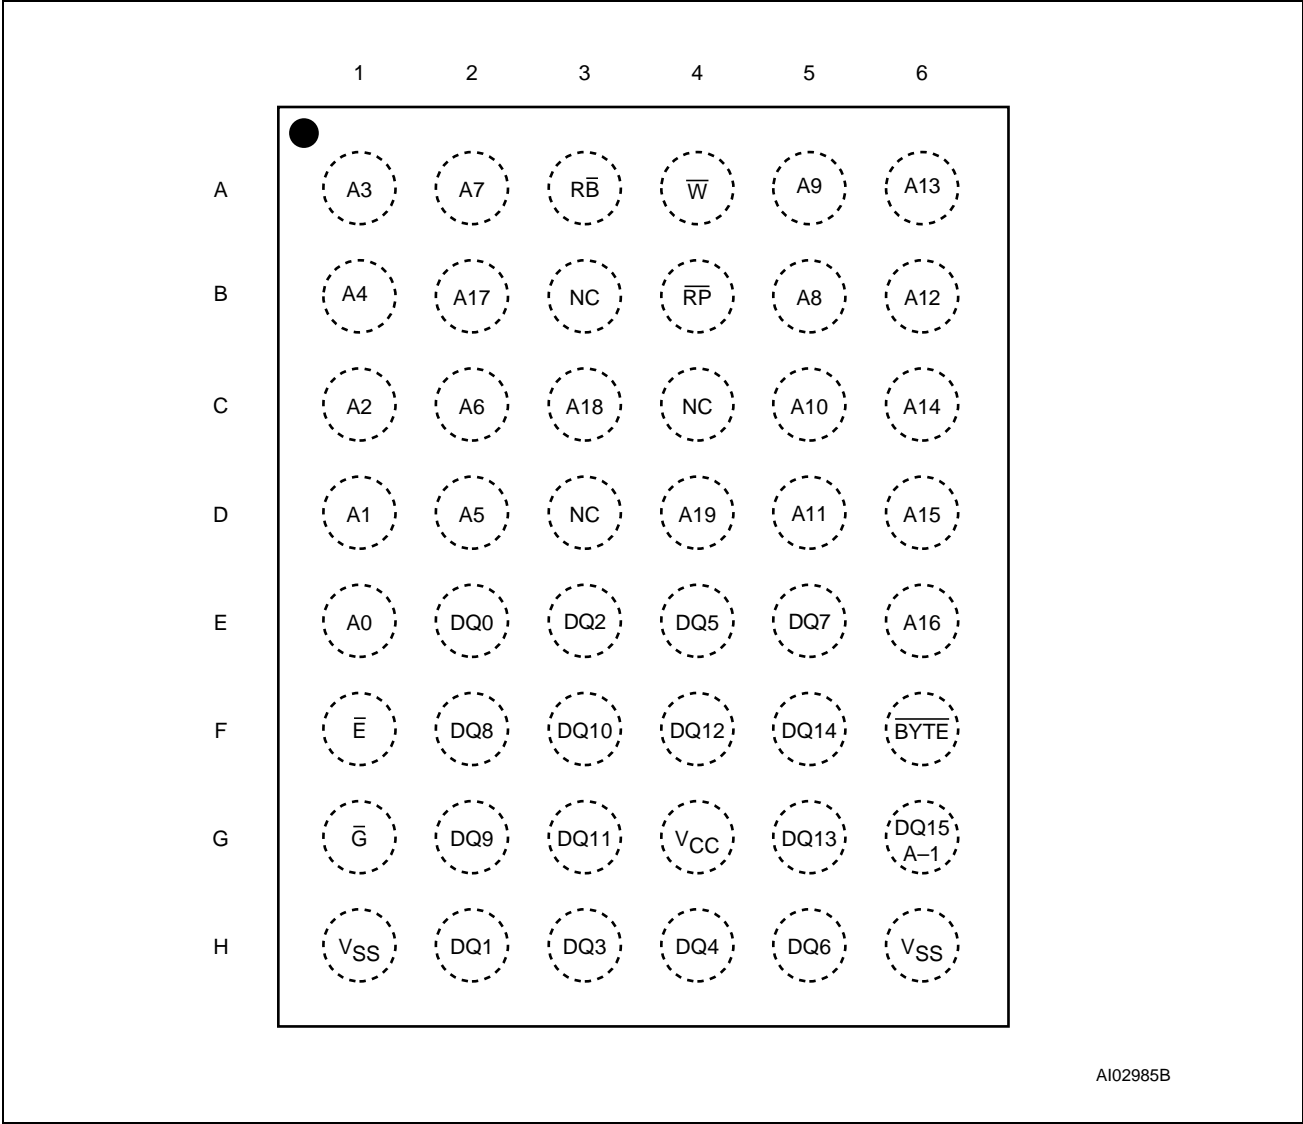 1 2 3 4 5 6
A A3 A7 RB̅ W̅ A9 A13
B A4 A17 NC R̅P̅ A8 A12
C A2 A6 A18 NC A10 A14
D A1 A5 NC A19 A11 A15
E A0 DQ0 DQ2 DQ5 DQ7 A16
F E̅ DQ8 DQ10 DQ12 DQ14 B̅Y̅T̅E̅
G G̅ DQ9 DQ11 VCC DQ13 DQ15
A–1
H VSS DQ1 DQ3 DQ4 DQ6 VSS
AI02985B